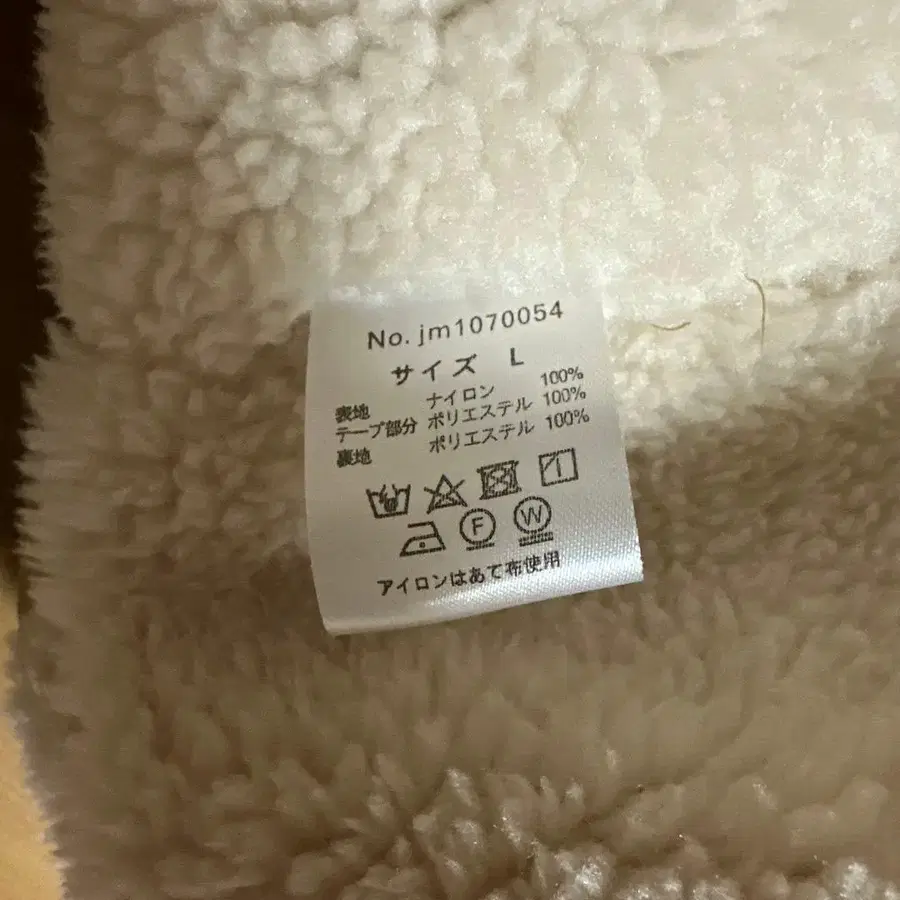 No. jm1070054
サイズ L
表地 ナイロン 100%
テープ部分 ポリエステル 100%
裏地 ポリエステル 100%
F W
アイロンはあて布使用